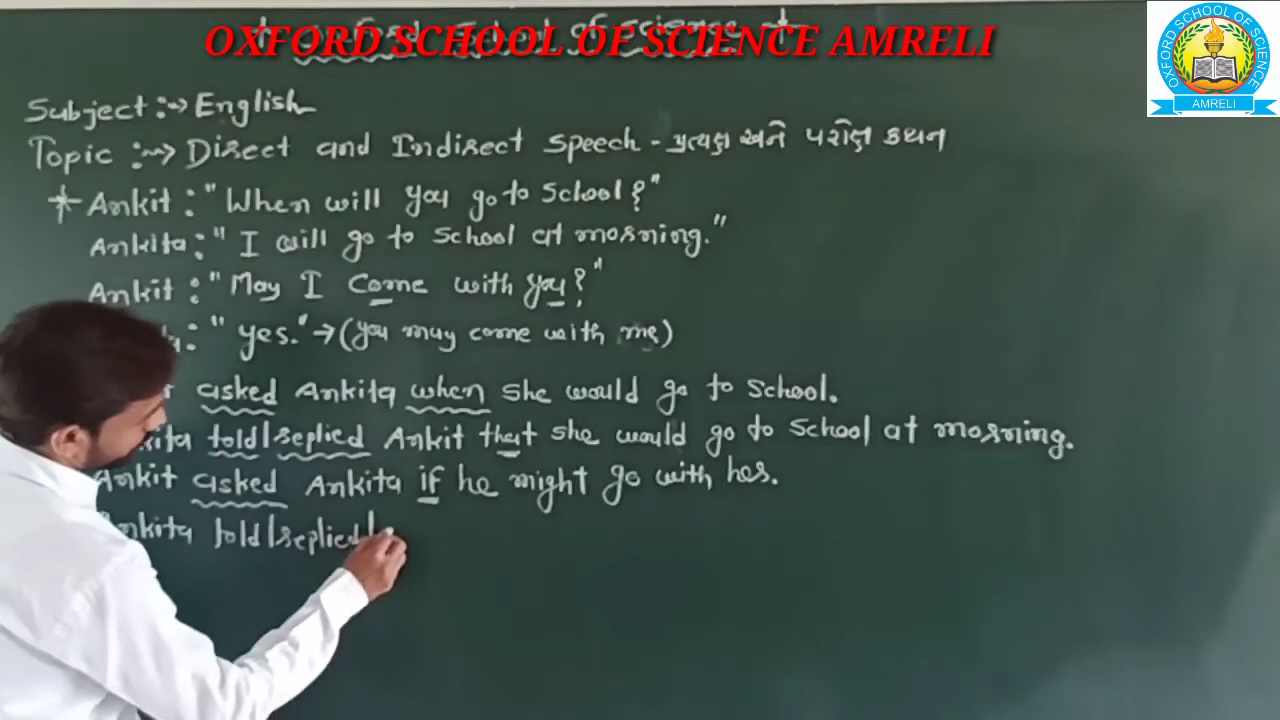 OXFORD SCHOOL OF SCIENCE AMRELI
OXFORD SCHOOL OF SCIENCE
AMRELI
Subject :→ English
Topic :→ Direct and Indirect Speech - પ્રત્યક્ષ અને પરોક્ષ કથન
* Ankit : "When will you go to School?"
Ankita : "I will go to School at morning."
Ankit : "May I Come with you?"
: "yes." → (you may come with me)
asked Ankita when she would go to School.
told/replied Ankit that she would go to School at morning.
Ankit asked Ankita if he might go with her.
Ankita told/replied/